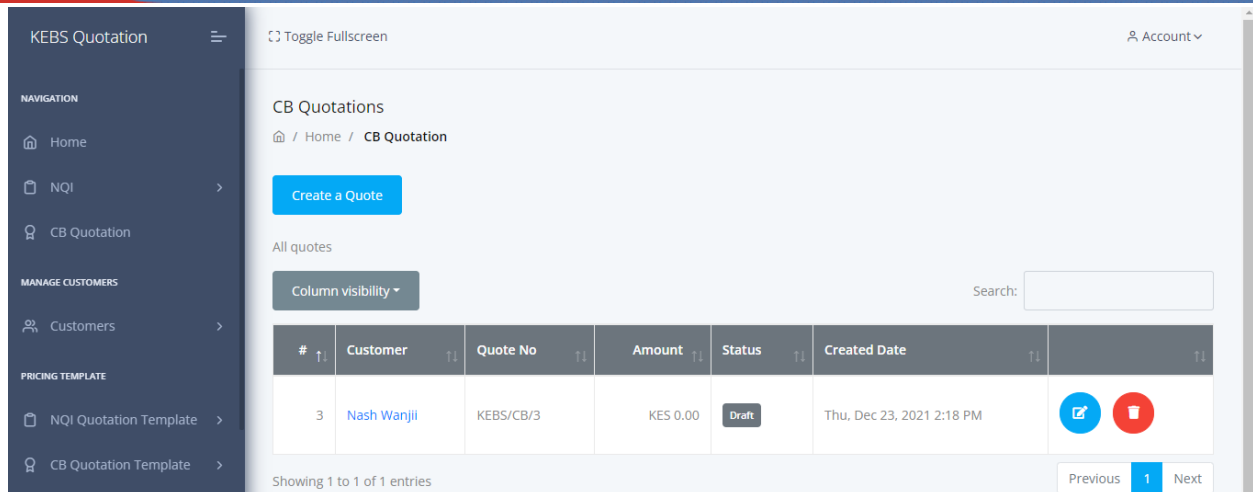 KEBS Quotation
Toggle Fullscreen
Account
NAVIGATION
Home
NQI
CB Quotation
MANAGE CUSTOMERS
Customers
PRICING TEMPLATE
NQI Quotation Template
CB Quotation Template
CB Quotations
/ Home / CB Quotation
Create a Quote
All quotes
Column visibility
Search:
# Customer Quote No Amount Status Created Date
3 Nash Wanjii KEBS/CB/3 KES 0.00 Draft Thu, Dec 23, 2021 2:18 PM
Showing 1 to 1 of 1 entries
Previous 1 Next